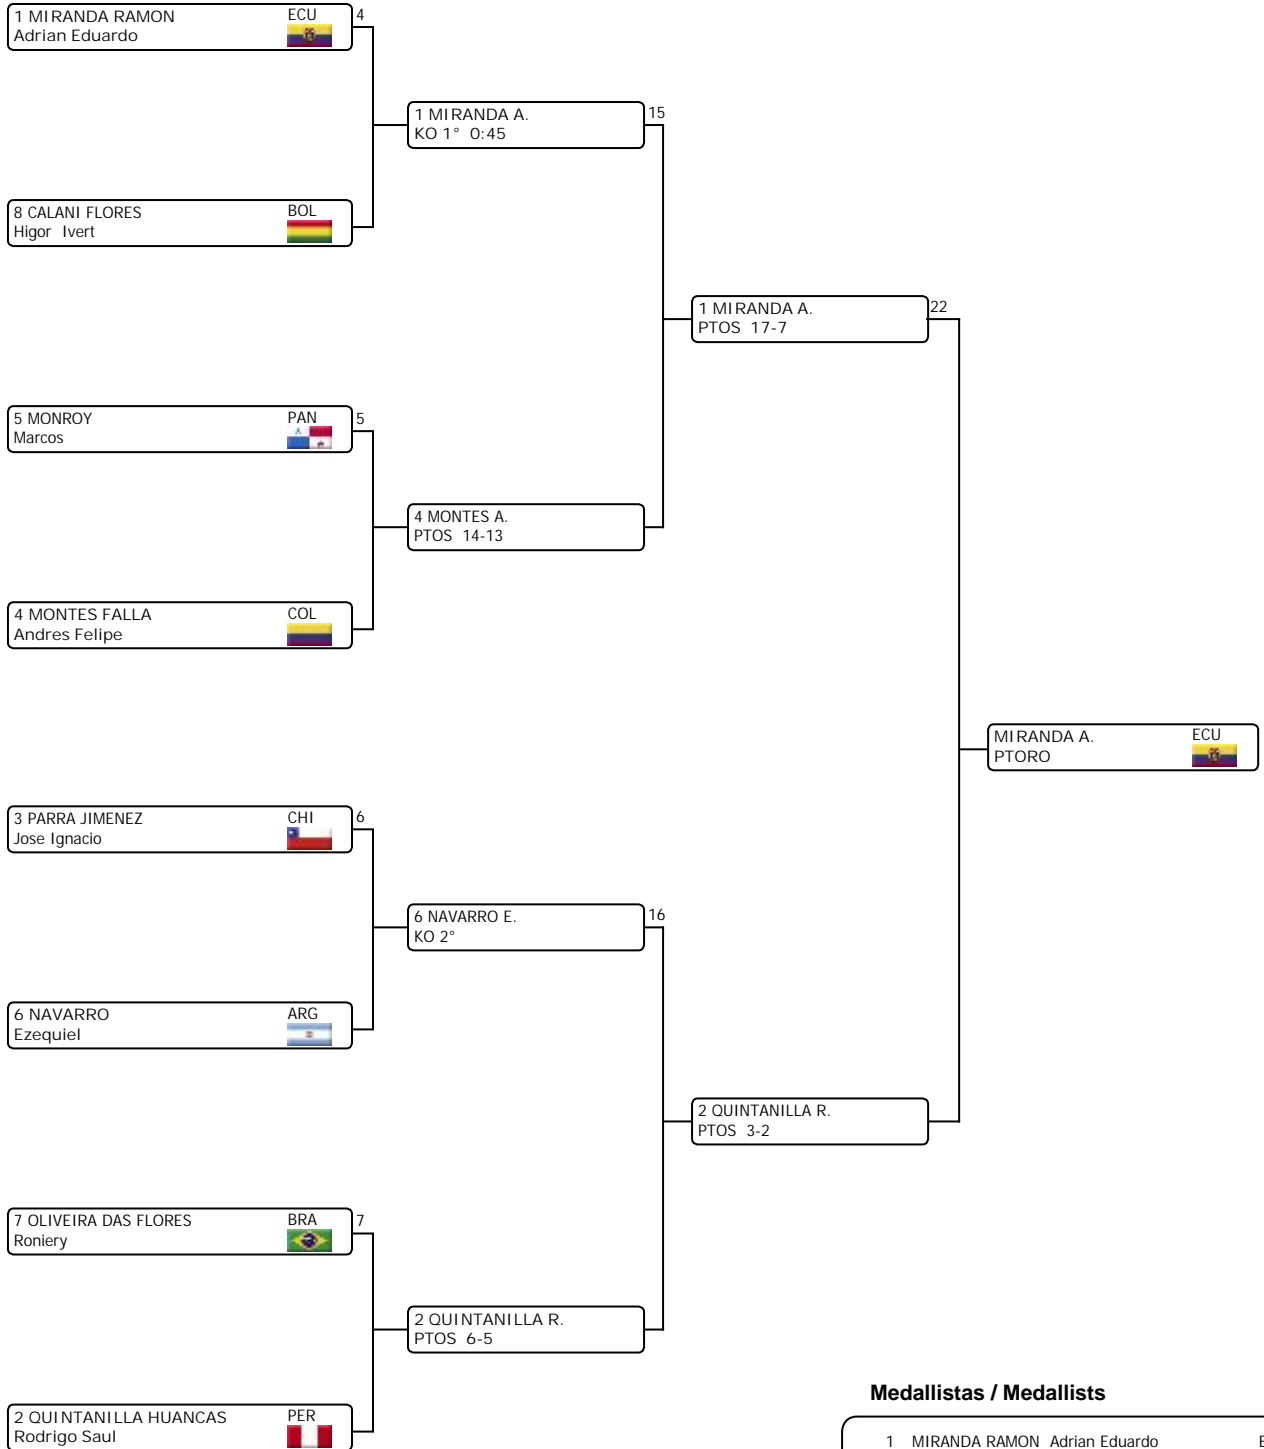 1 MIRANDA RAMON ECU 4
Adrian Eduardo
1 MIRANDA A. 15
KO 1° 0:45
8 CALANI FLORES BOL
Higor Ivert
1 MIRANDA A. 22
PTOS 17-7
5 MONROY PAN 5
Marcos
4 MONTES A.
PTOS 14-13
4 MONTES FALLA COL
Andres Felipe
MIRANDA A. ECU
PTORO
3 PARRA JIMENEZ CHI 6
Jose Ignacio
6 NAVARRO E. 16
KO 2°
6 NAVARRO ARG
Ezequiel
2 QUINTANILLA R.
PTOS 3-2
7 OLIVEIRA DAS FLORES BRA 7
Roniery
2 QUINTANILLA R.
PTOS 6-5
Medallistas / Medallists
2 QUINTANILLA HUANCAS PER
Rodrigo Saul
1 MIRANDA RAMON Adrian Eduardo